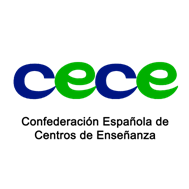 cece
Confederación Española de
Centros de Enseñanza